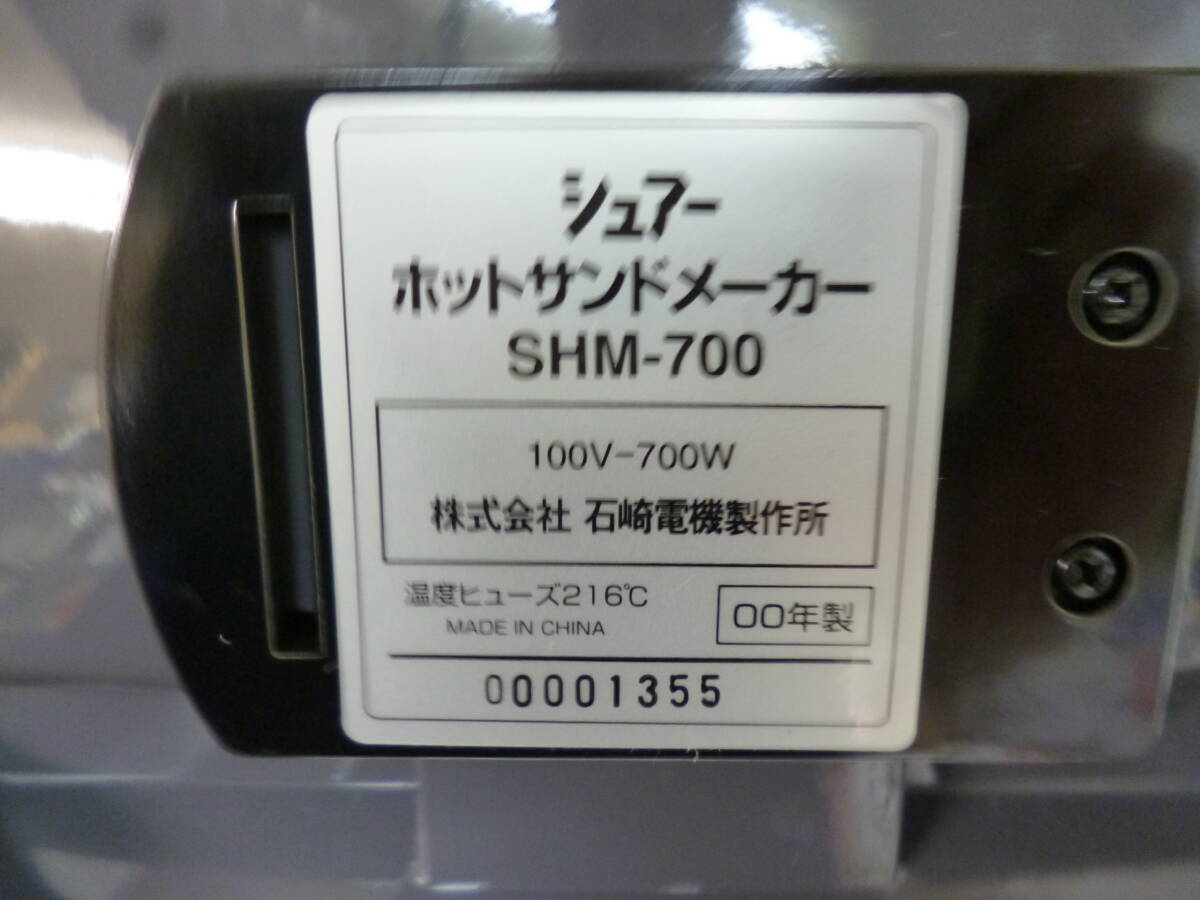 シュアー
ホットサンドメーカー
SHM-700
100V-700W
株式会社 石崎電機製作所
温度ヒューズ216℃
MADE IN CHINA
00年製
00001355